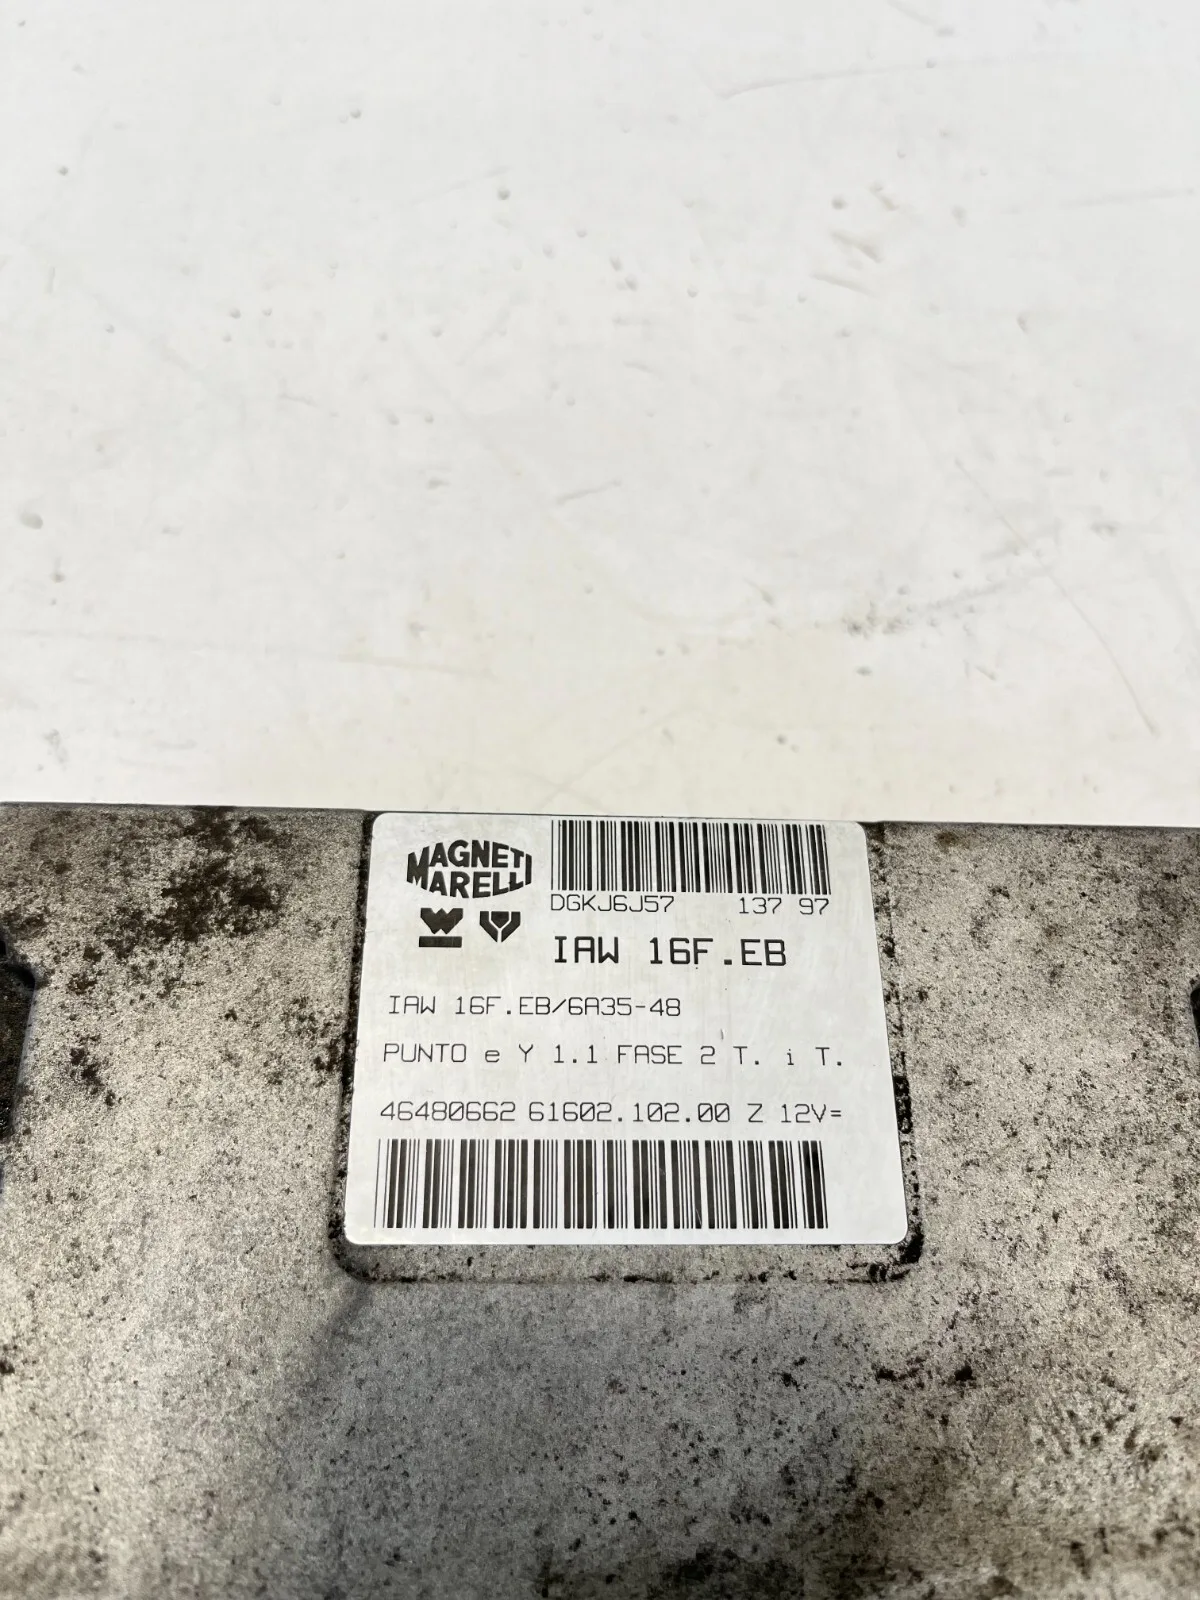 MAGNETI
MARELLI
DGKJ6J57 137 97
IAW 16F.EB
IAW 16F.EB/6A35-48
PUNTO e Y 1.1 FASE 2 T. i T.
46480662 61602.102.00 Z 12V=